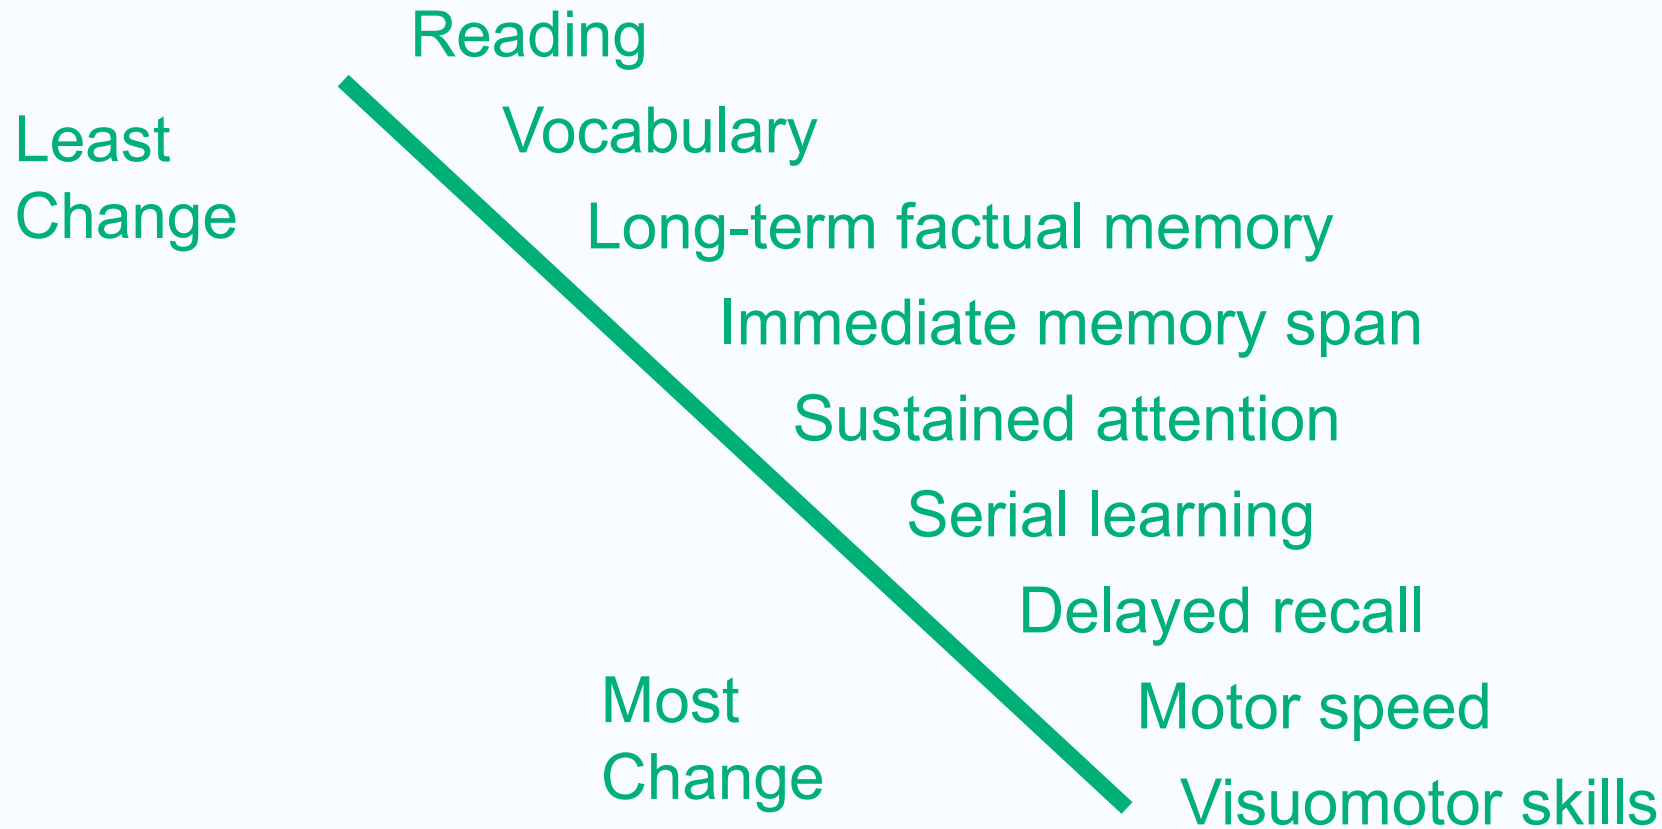 Reading
Least
Change
Vocabulary
Long-term factual memory
Immediate memory span
Sustained attention
Serial learning
Delayed recall
Most
Change
Motor speed
Visuomotor skills